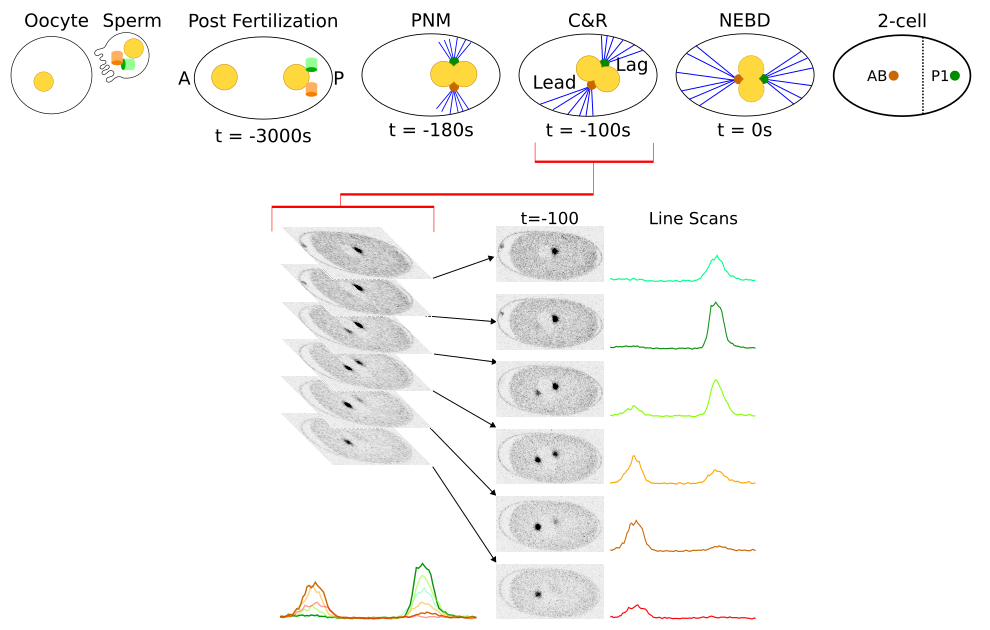 Oocyte Sperm Post Fertilization PNM C&R NEBD 2-cell
A P Lead Lag AB P1
t = -3000s t = -180s t = -100s t = 0s
t=-100 Line Scans